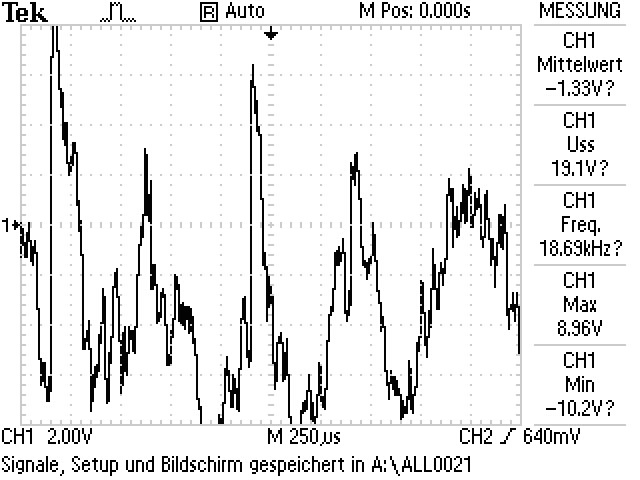 Tek R Auto M Pos: 0.000s MESSUNG
CH1
Mittelwert
-1.33V?
CH1
Uss
19.1V?
1
CH1
Freq.
18.69kHz?
CH1
Max
8.96V
CH1
Min
-10.2V?
CH1 2.00V M 250µs CH2 640mV
Signale, Setup und Bildschirm gespeichert in A:\ALL0021